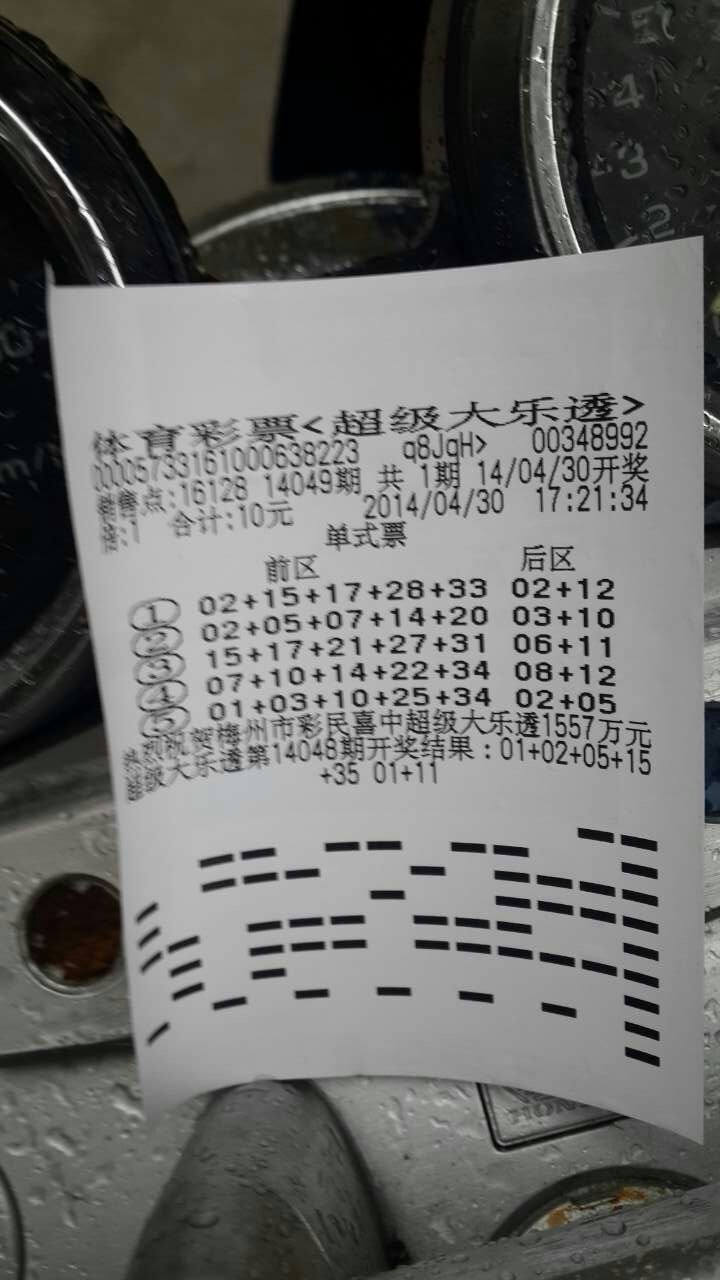 4
3
2
体育彩票<超级大乐透>
00005733161000638223 q8JqH> 00348992
销售点:16128 14049期 共 1期 14/04/30开奖
倍:1 合计:10元 2014/04/30 17:21:34
单式票
前区 后区
① 02+15+17+28+33 02+12
② 02+05+07+14+20 03+10
③ 15+17+21+27+31 06+11
④ 07+10+14+22+34 08+12
⑤ 01+03+10+25+34 02+05
热烈祝贺梅州市彩民喜中超级大乐透1557万元
超级大乐透第14048期开奖结果：01+02+05+15
+35 01+11